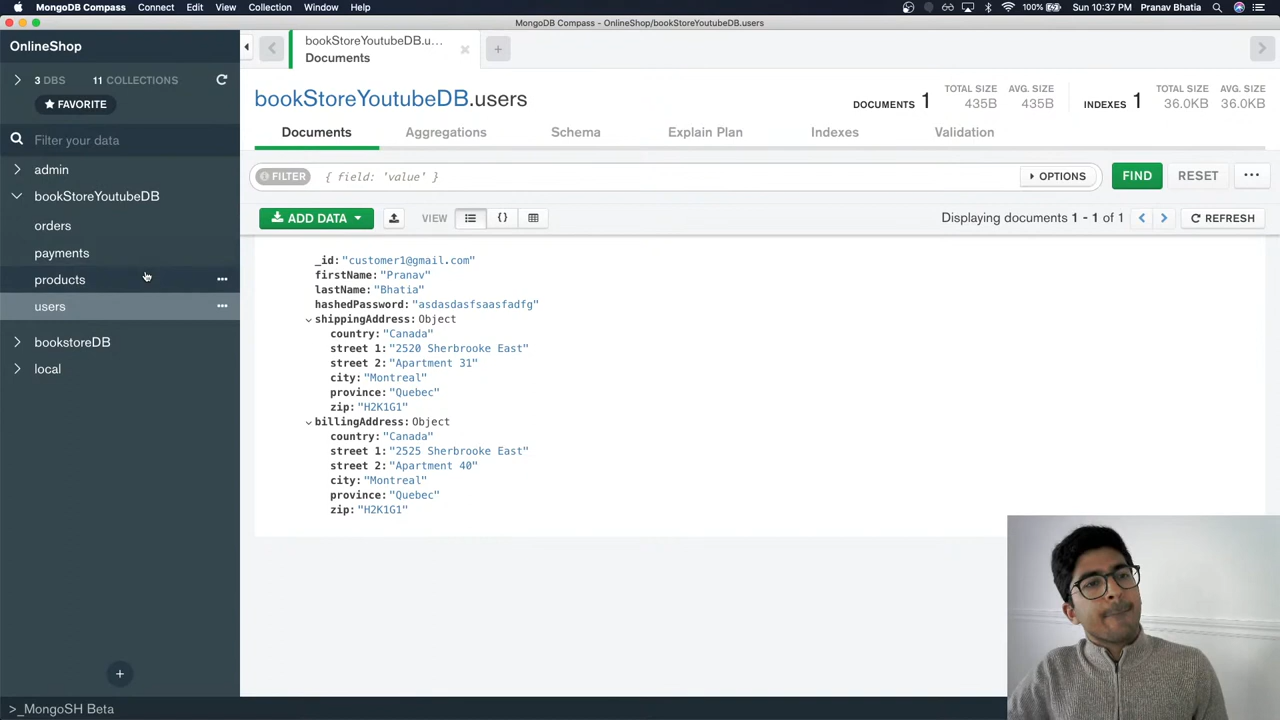 MongoDB Compass Connect Edit View Collection Window Help
100% Sun 10:37 PM Pranav Bhatia
MongoDB Compass - OnlineShop/bookStoreYoutubeDB.users
OnlineShop
3 DBS 11 COLLECTIONS
FAVORITE
Filter your data
admin
bookStoreYoutubeDB
orders
payments
products
users
bookstoreDB
local
>_MongoSH Beta
bookStoreYoutubeDB.u...
Documents
bookStoreYoutubeDB.users
DOCUMENTS 1 TOTAL SIZE 435B AVG. SIZE 435B INDEXES 1 TOTAL SIZE 36.0KB AVG. SIZE 36.0KB
Documents Aggregations Schema Explain Plan Indexes Validation
FILTER { field: 'value' } OPTIONS FIND RESET
ADD DATA VIEW {} Displaying documents 1 - 1 of 1 REFRESH
_id: "customer1@gmail.com"
firstName: "Pranav"
lastName: "Bhatia"
hashedPassword: "asdasdasfsaasfadfg"
shippingAddress: Object
country: "Canada"
street 1: "2520 Sherbrooke East"
street 2: "Apartment 31"
city: "Montreal"
province: "Quebec"
zip: "H2K1G1"
billingAddress: Object
country: "Canada"
street 1: "2525 Sherbrooke East"
street 2: "Apartment 40"
city: "Montreal"
province: "Quebec"
zip: "H2K1G1"